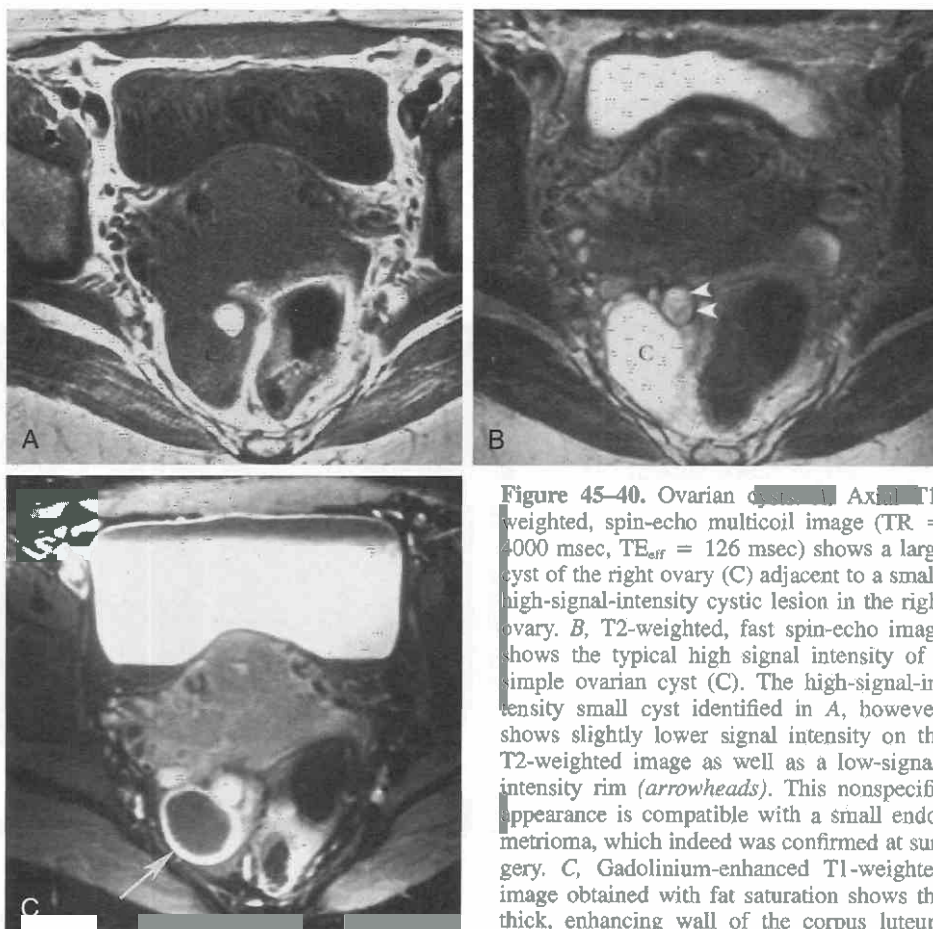 A
B
C
C
C
Figure 45–40. Ovarian Axial
weighted, spin-echo multicoil image (TR =
4000 msec, TEeff = 126 msec) shows a larg
cyst of the right ovary (C) adjacent to a smal
high-signal-intensity cystic lesion in the righ
ovary. B, T2-weighted, fast spin-echo imag
shows the typical high signal intensity of
simple ovarian cyst (C). The high-signal-in
tensity small cyst identified in A, howeve
shows slightly lower signal intensity on th
T2-weighted image as well as a low-signal
intensity rim (arrowheads). This nonspecifi
appearance is compatible with a small endo
metrioma, which indeed was confirmed at sur
gery. C, Gadolinium-enhanced T1-weighte
image obtained with fat saturation shows th
thick, enhancing wall of the corpus luteu